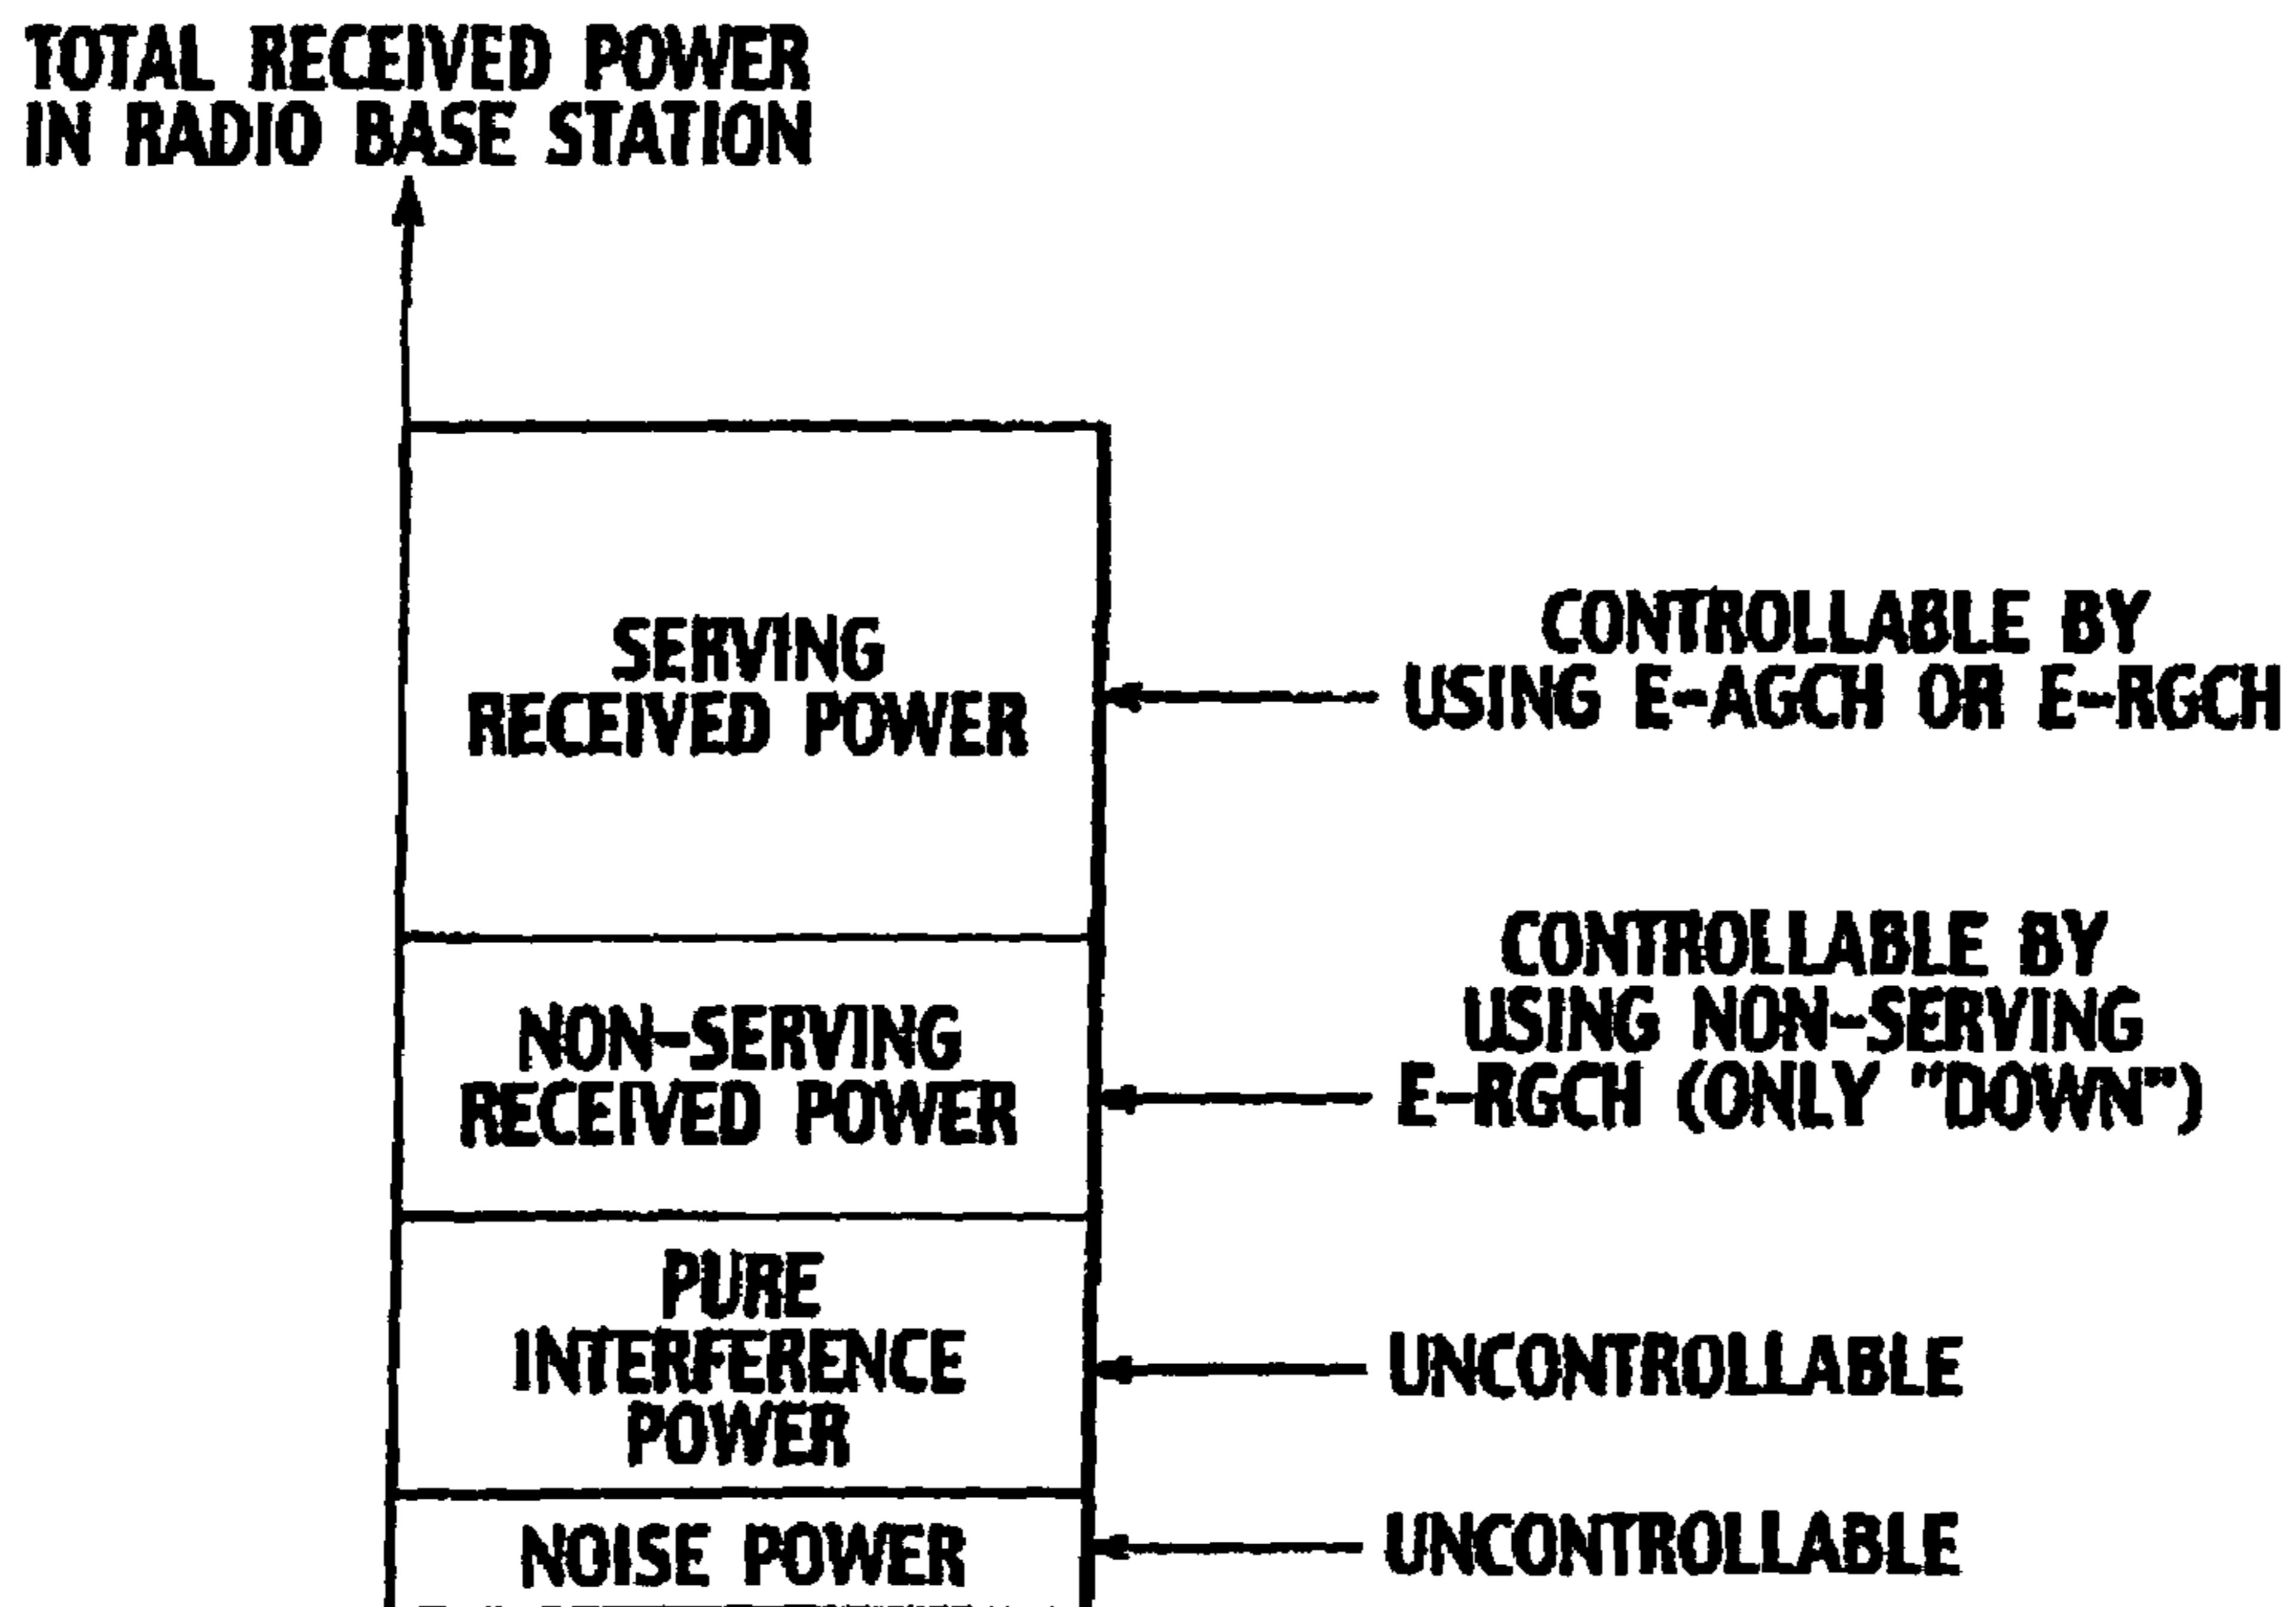 TOTAL RECEIVED POWER
IN RADIO BASE STATION
SERVING
RECEIVED POWER
CONTROLLABLE BY
USING E-AGCH OR E-RGCH
NON-SERVING
RECEIVED POWER
CONTROLLABLE BY
USING NON-SERVING
E-RGCH (ONLY "DOWN")
PURE
INTERFERENCE
POWER
UNCONTROLLABLE
NOISE POWER
UNCONTROLLABLE